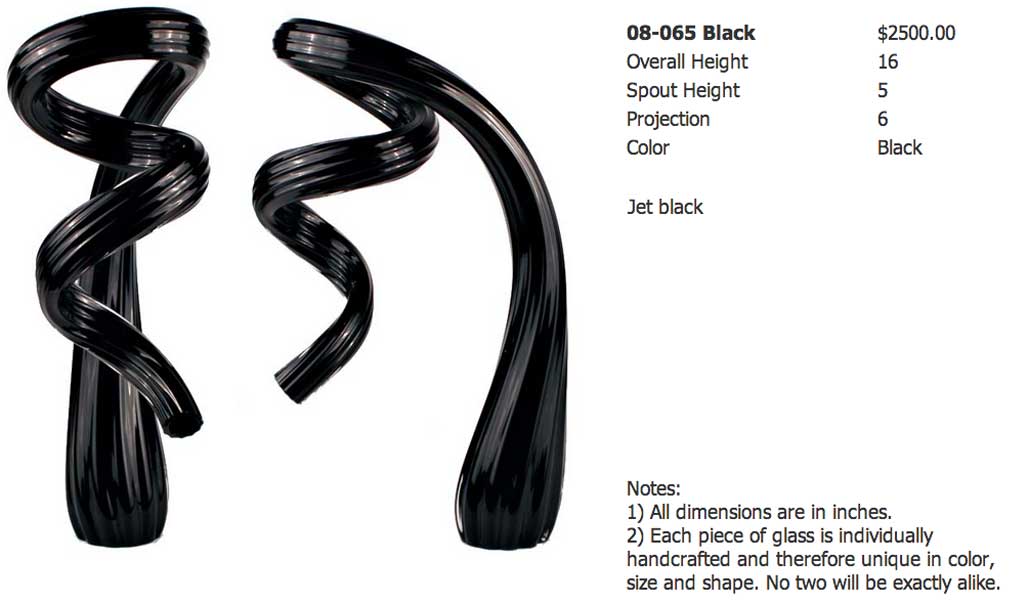 08-065 Black $2500.00
Overall Height 16
Spout Height 5
Projection 6
Color Black
Jet black
Notes:
1) All dimensions are in inches.
2) Each piece of glass is individually
handcrafted and therefore unique in color,
size and shape. No two will be exactly alike.